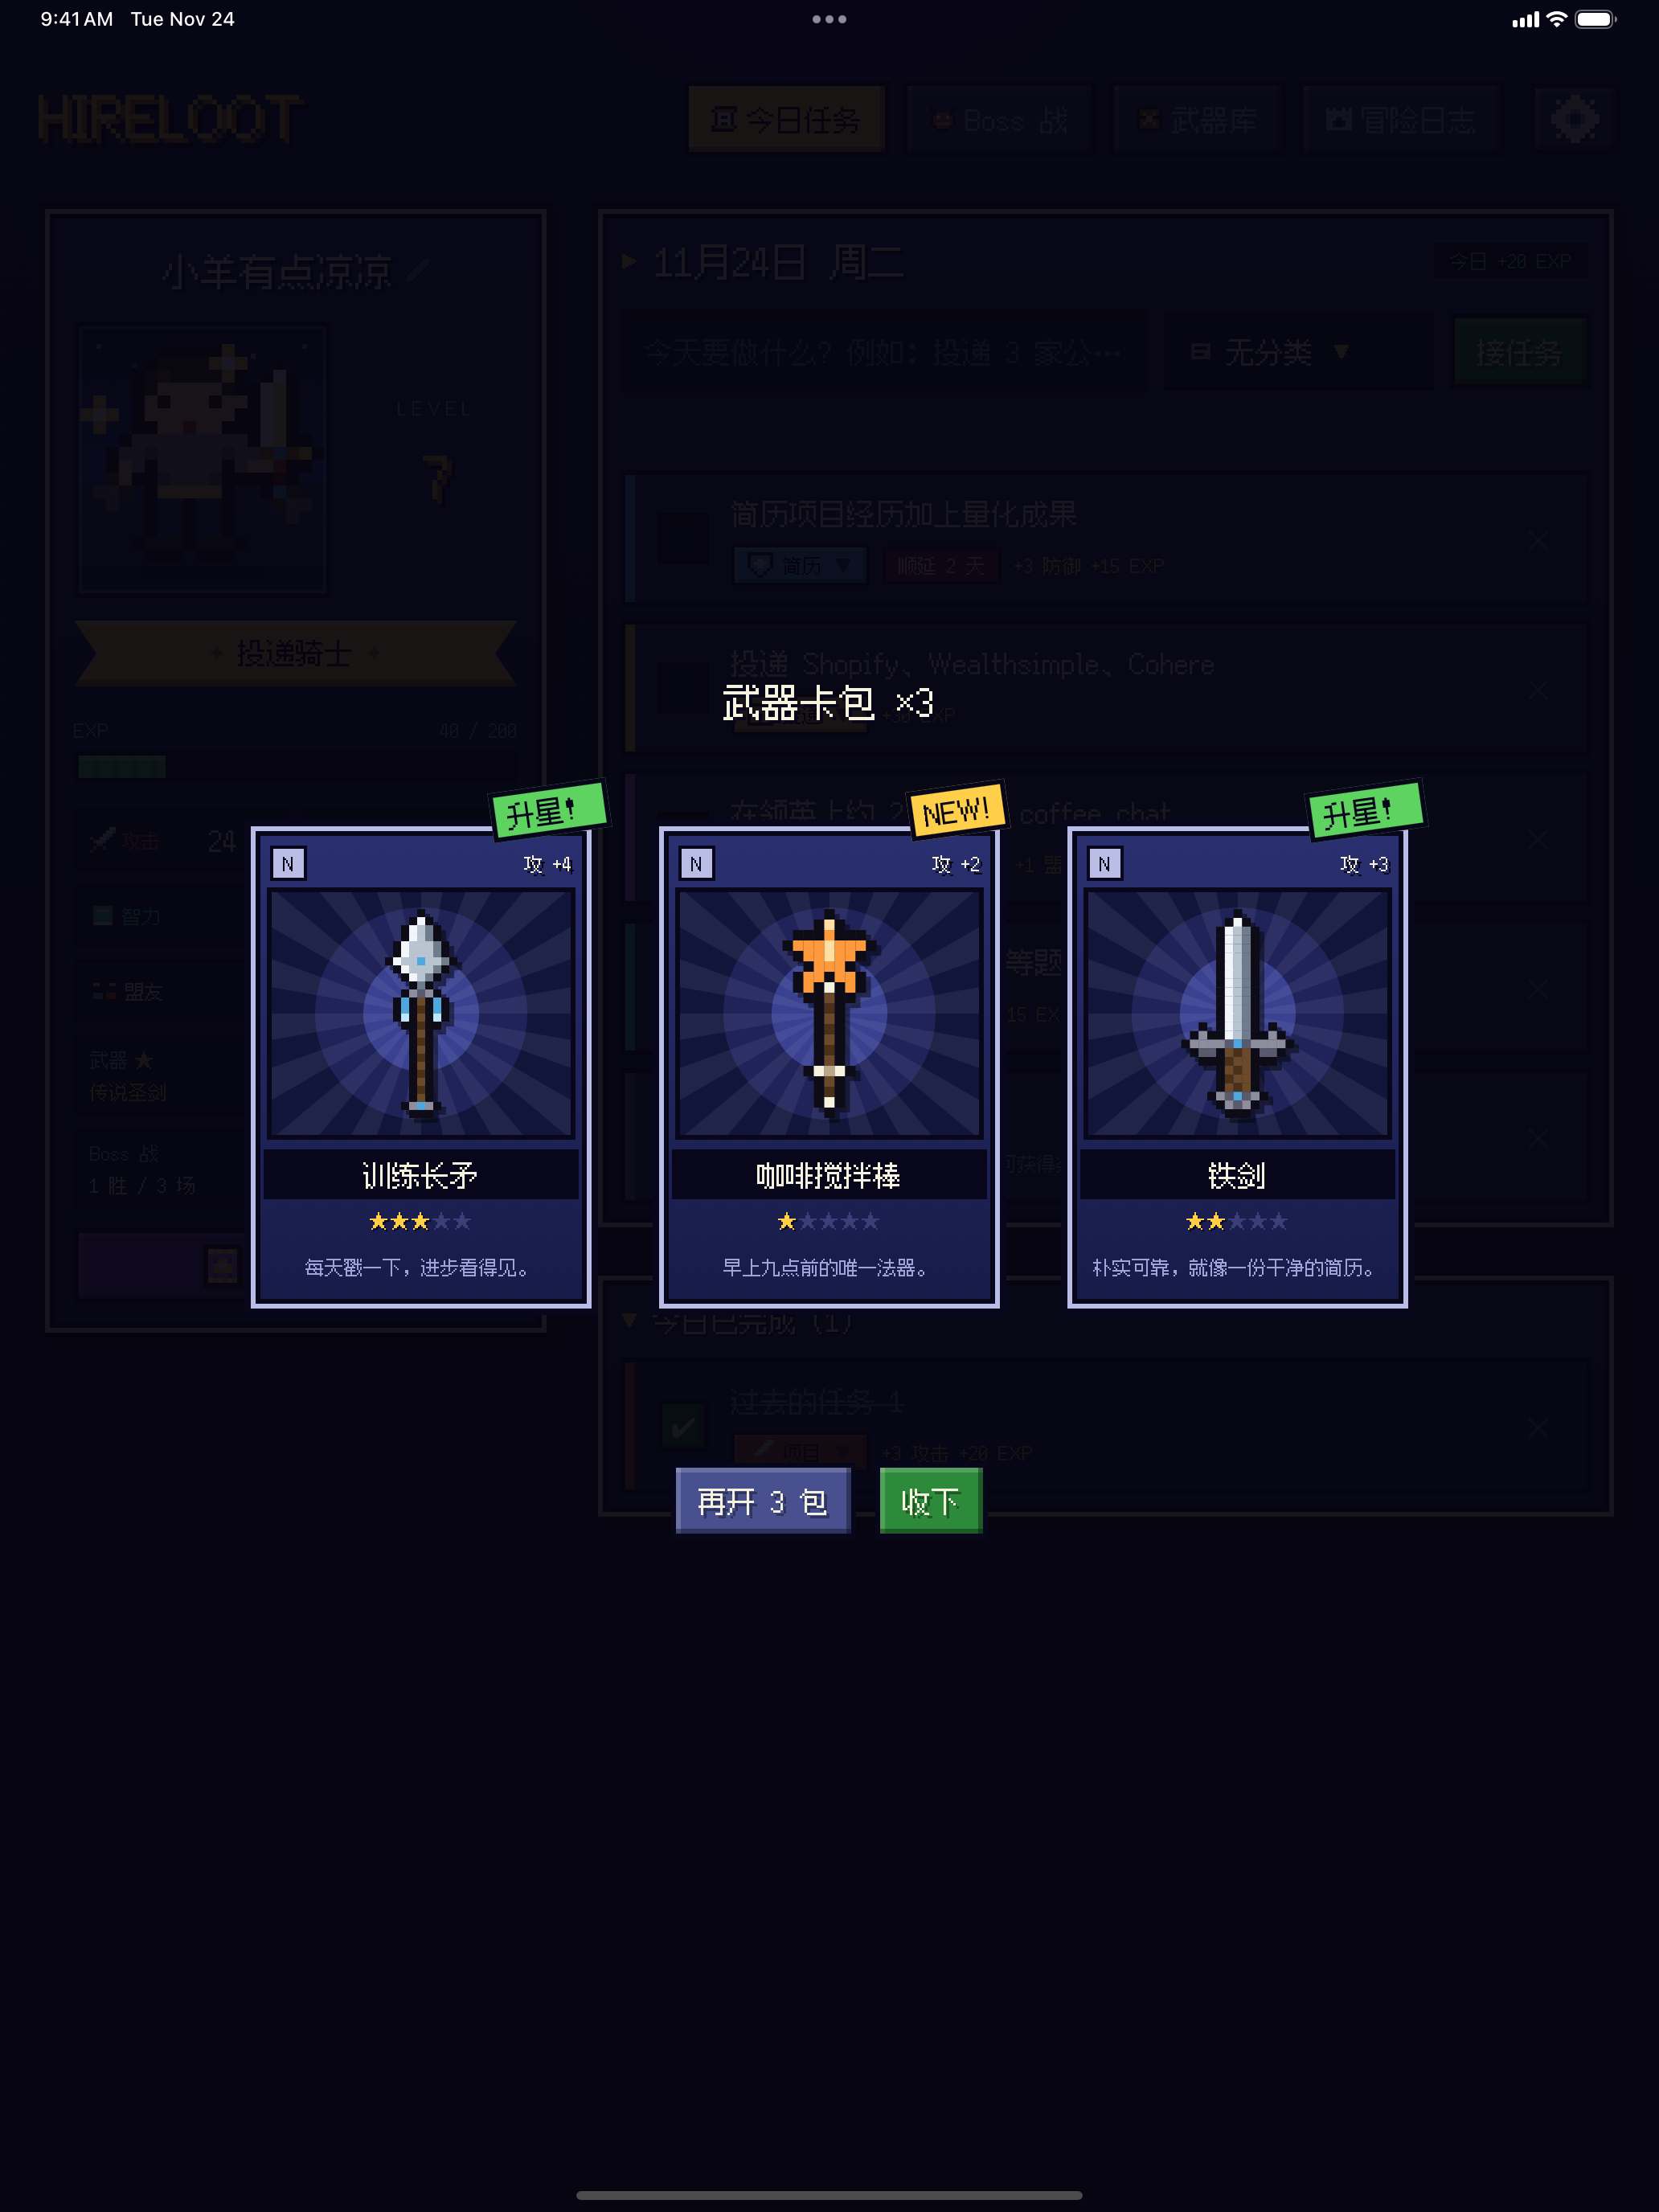 9:41 AM Tue Nov 24
HIRELOOT
今日任务
Boss 战
武器库
冒险日志
小羊有点凉凉
LEVEL
7
投递骑士
EXP 40 / 200
攻击 24
智力
盟友
武器 ★
传说圣剑
Boss 战
1 胜 / 3 场
▶ 11月24日 周二
今日 +20 EXP
今天要做什么? 例如: 投递 3 家公…
无分类 ▼
接任务
简历项目经历加上量化成果
简历 ▼ 顺延 2 天 +3 防御 +15 EXP
投递 Shopify、Wealthsimple、Cohere
武器卡包 ×3
升星!
N 攻 +4
训练长矛
★★★★★
每天戳一下，进步看得见。
NEW!
N 攻 +2
咖啡搅拌棒
★★★★★
早上九点前的唯一法器。
升星!
N 攻 +3
铁剑
★★★★★
朴实可靠，就像一份干净的简历。
coffee chat
等题
▼ 今日已完成 (1)
过去的任务 1
项目 ▼ +3 攻击 +20 EXP
再开 3 包
收下